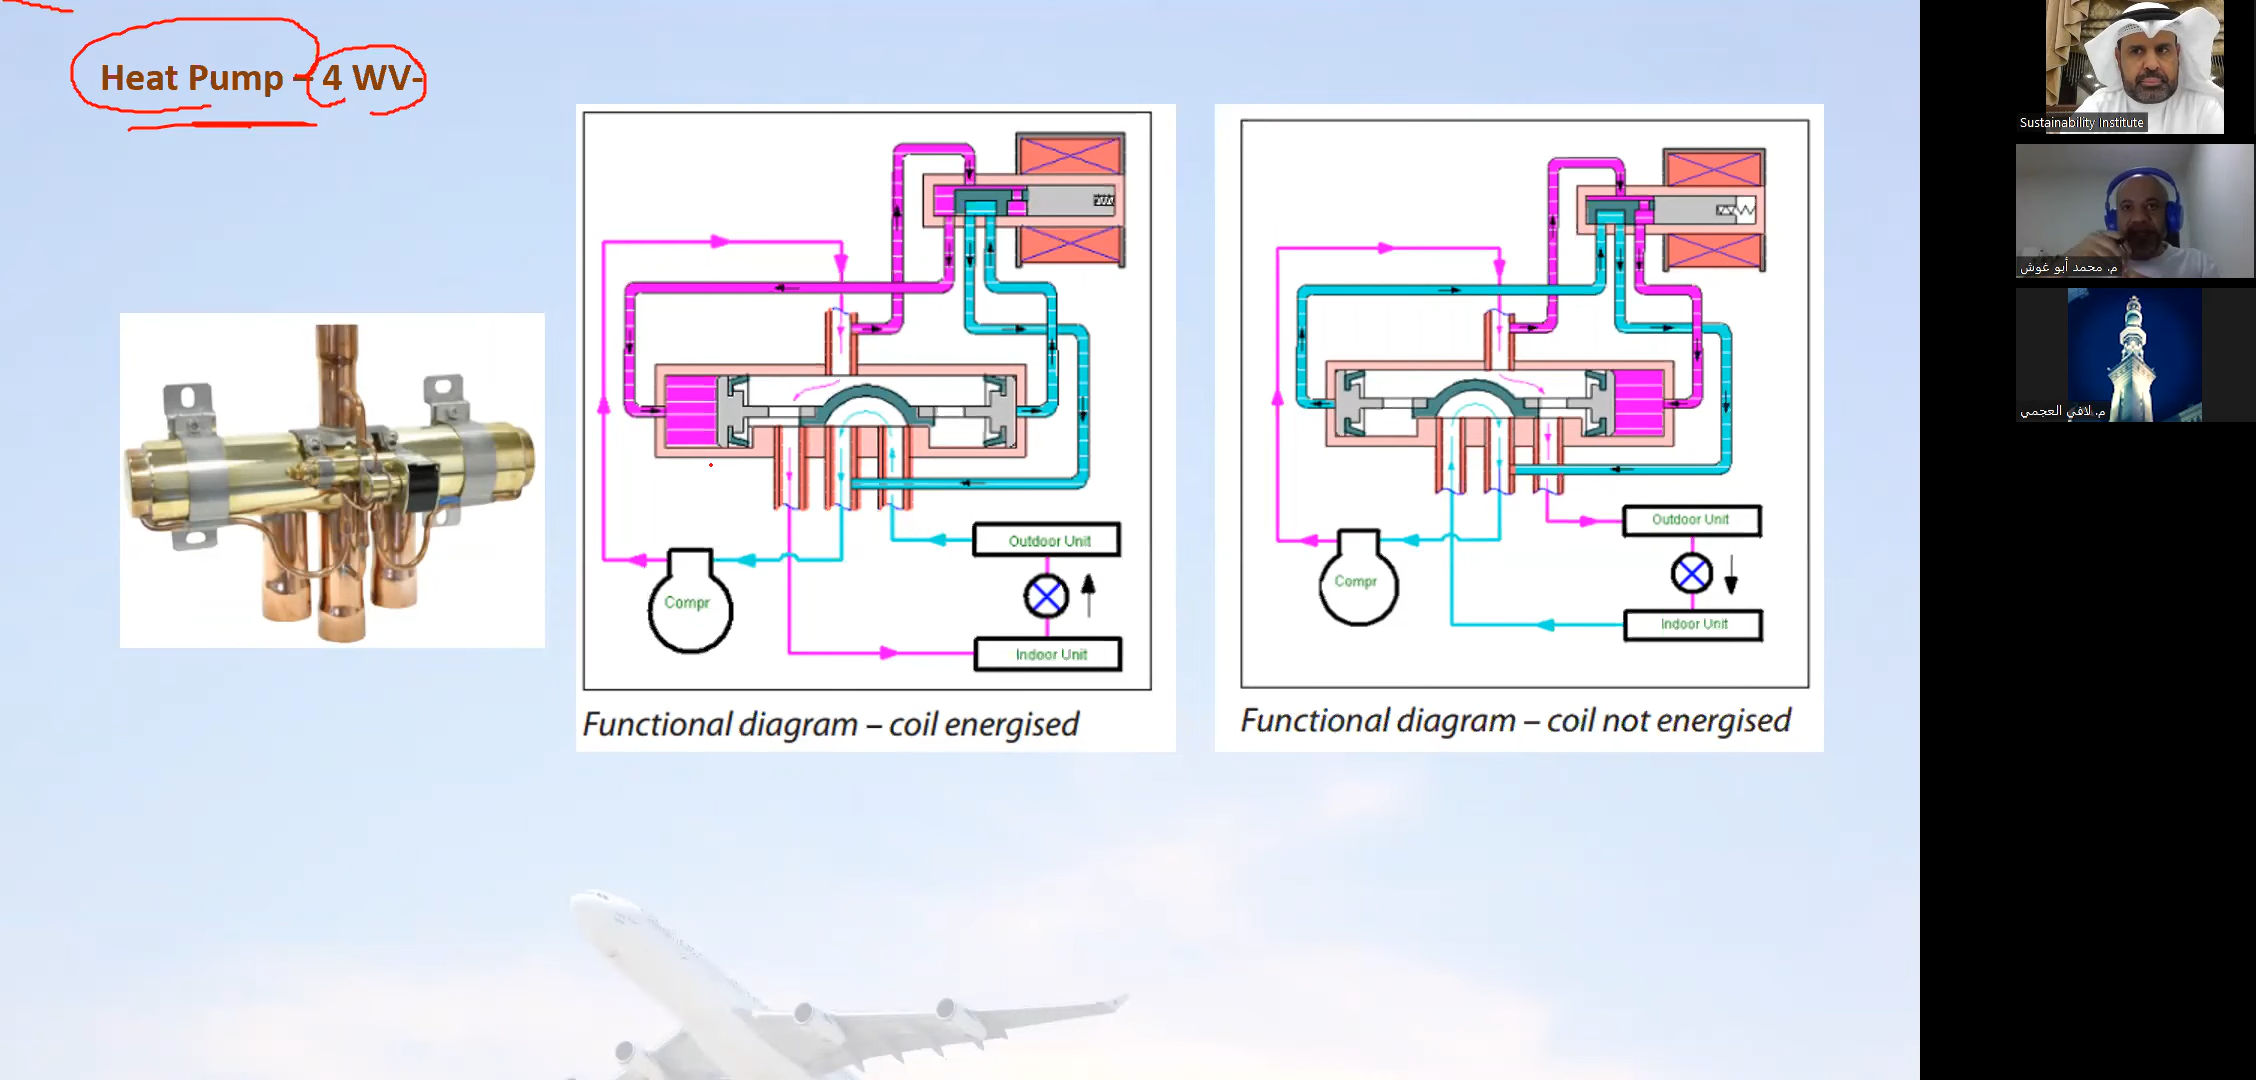 Heat Pump – 4 WV-
Outdoor Unit
Compr
Indoor Unit
Functional diagram – coil energised
Outdoor Unit
Compr
Indoor Unit
Functional diagram – coil not energised
Sustainability Institute
م. محمد أبو غوش
م. لافي العجمي